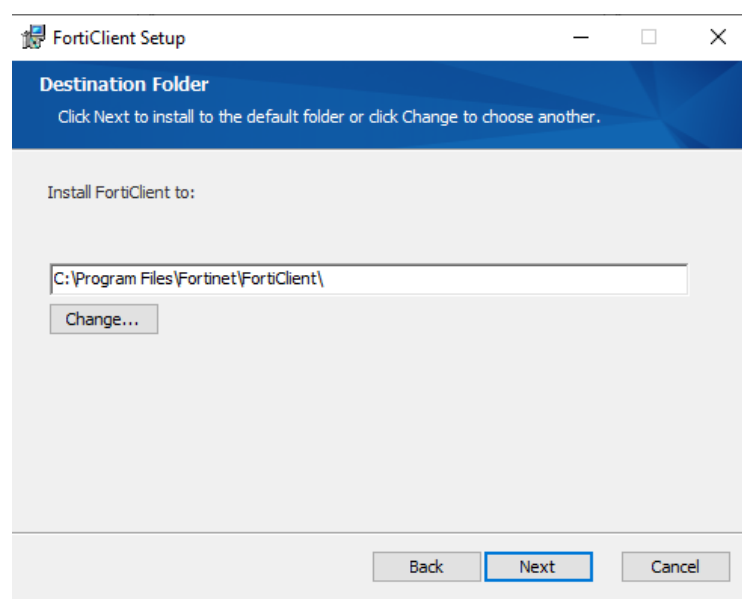 FortiClient Setup
Destination Folder
Click Next to install to the default folder or click Change to choose another.
Install FortiClient to:
C:\Program Files\Fortinet\FortiClient\
Change...
Back Next Cancel